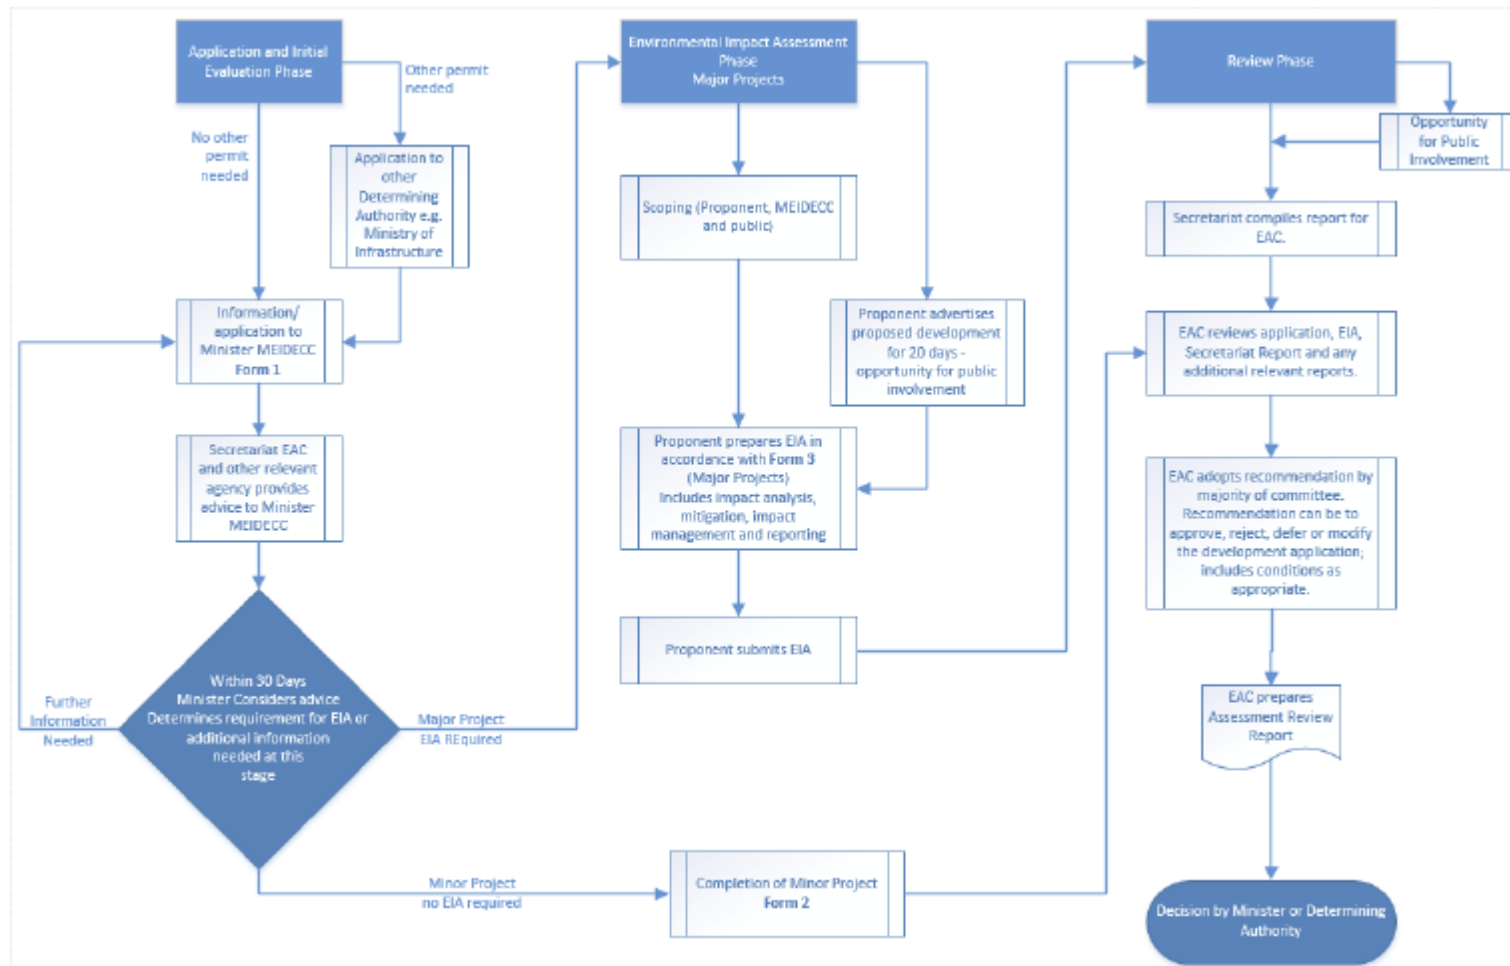 Application and Initial
Evaluation Phase
Other permit
needed
No other
permit
needed
Application to
other
Determining
Authority e.g.
Ministry of
Infrastructure
Information/
application to
Minister MEIDECC
Form 1
Secretariat EAC
and other relevant
agency provides
advice to Minister
MEIDECC
Within 30 Days
Minister Considers advice
Determines requirement for EIA or
additional information
needed at this
stage
Further
Information
Needed
Major Project
EIA REquired
Minor Project
no EIA required
Environmental Impact Assessment
Phase
Major Projects
Scoping (Proponent, MEIDECC
and public)
Proponent advertises
proposed development
for 20 days -
opportunity for public
involvement
Proponent prepares EIA in
accordance with Form 3
(Major Projects)
Includes impact analysis,
mitigation, impact
management and reporting
Proponent submits EIA
Completion of Minor Project
Form 2
Review Phase
Opportunity
for Public
Involvement
Secretariat compiles report for
EAC.
EAC reviews application, EIA,
Secretariat Report and any
additional relevant reports.
EAC adopts recommendation by
majority of committee.
Recommendation can be to
approve, reject, defer or modify
the development application;
includes conditions as
appropriate.
EAC prepares
Assessment Review
Report
Decision by Minister or Determining
Authority